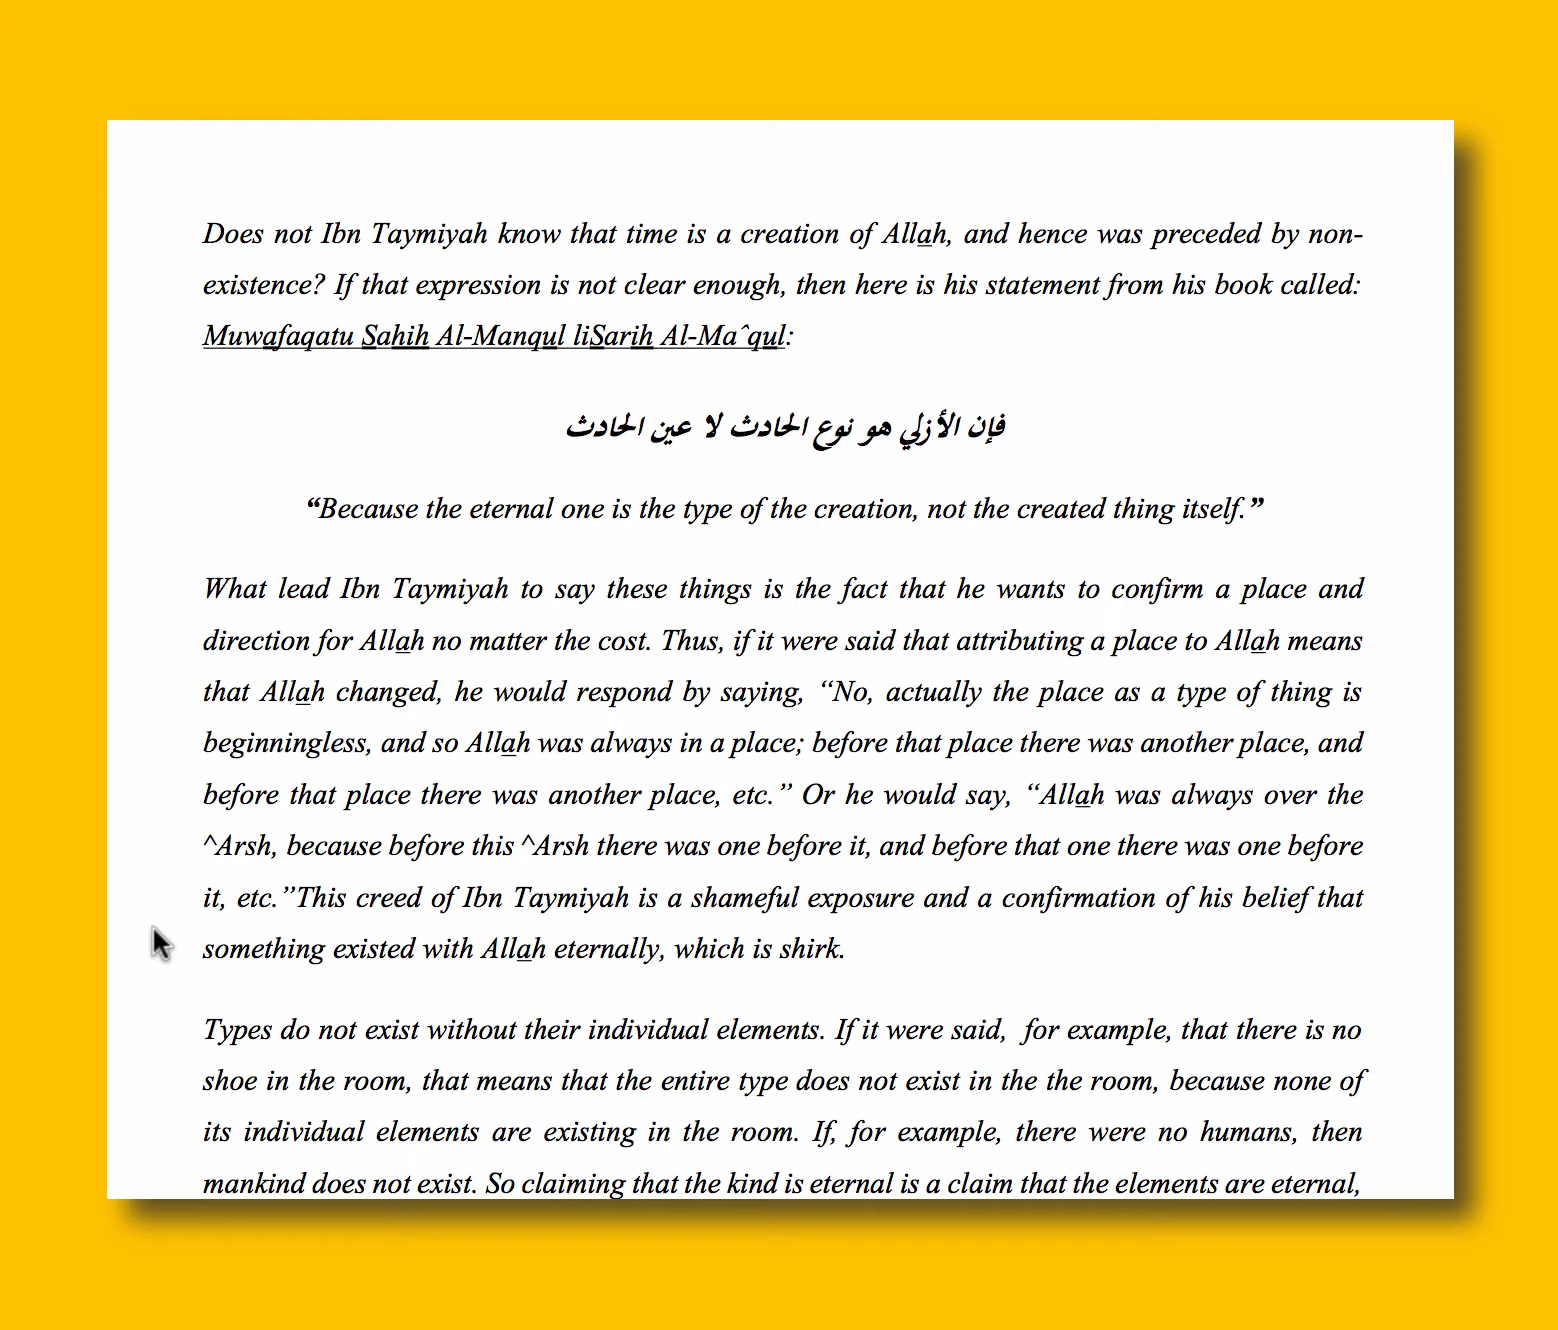 Does not Ibn Taymiyah know that time is a creation of Allah, and hence was preceded by non-
existence? If that expression is not clear enough, then here is his statement from his book called:
Muwafaqatu Sahih Al-Manqul liSarih Al-Ma^qul:
فإن الأزلي هو نوع الحادث لا عين الحادث
“Because the eternal one is the type of the creation, not the created thing itself.”
What lead Ibn Taymiyah to say these things is the fact that he wants to confirm a place and
direction for Allah no matter the cost. Thus, if it were said that attributing a place to Allah means
that Allah changed, he would respond by saying, “No, actually the place as a type of thing is
beginningless, and so Allah was always in a place; before that place there was another place, and
before that place there was another place, etc.” Or he would say, “Allah was always over the
^Arsh, because before this ^Arsh there was one before it, and before that one there was one before
it, etc.”This creed of Ibn Taymiyah is a shameful exposure and a confirmation of his belief that
something existed with Allah eternally, which is shirk.
Types do not exist without their individual elements. If it were said, for example, that there is no
shoe in the room, that means that the entire type does not exist in the the room, because none of
its individual elements are existing in the room. If, for example, there were no humans, then
mankind does not exist. So claiming that the kind is eternal is a claim that the elements are eternal,